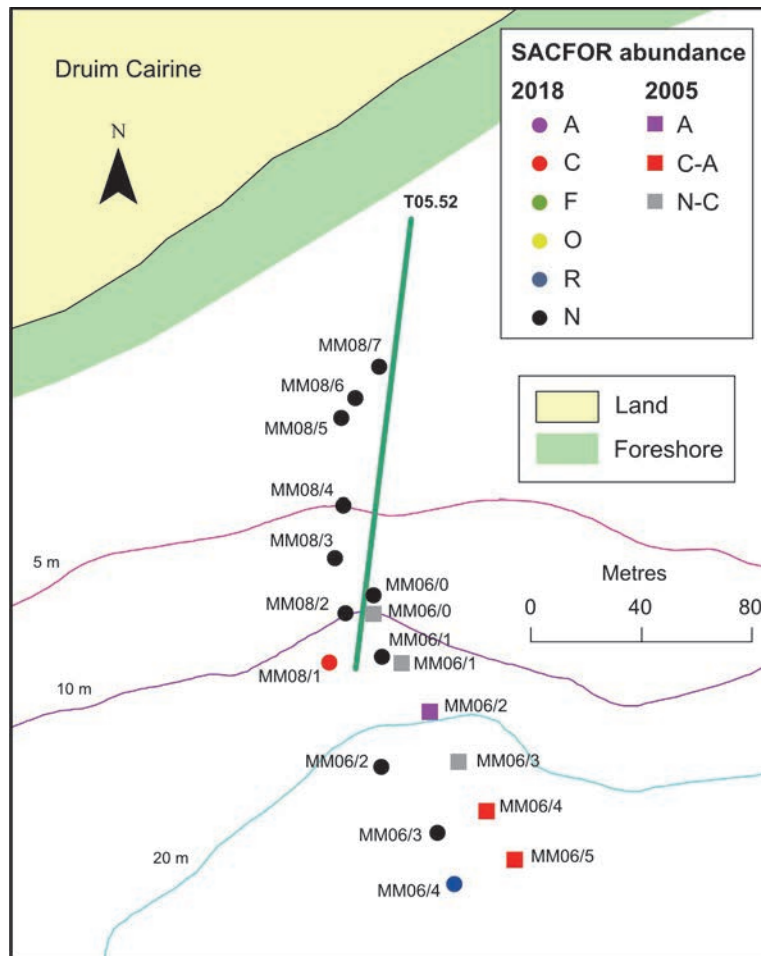 Druim Cairine
N
SACFOR abundance
2018 2005
A A
C C-A
F N-C
O
R
N
Land
Foreshore
T05.52
MM08/7
MM08/6
MM08/5
MM08/4
MM08/3
5 m
Metres
0 40 80
MM06/0
MM08/2 MM06/0
MM06/1
MM08/1 MM06/1
10 m
MM06/2
MM06/2 MM06/3
MM06/4
MM06/3
20 m MM06/5
MM06/4